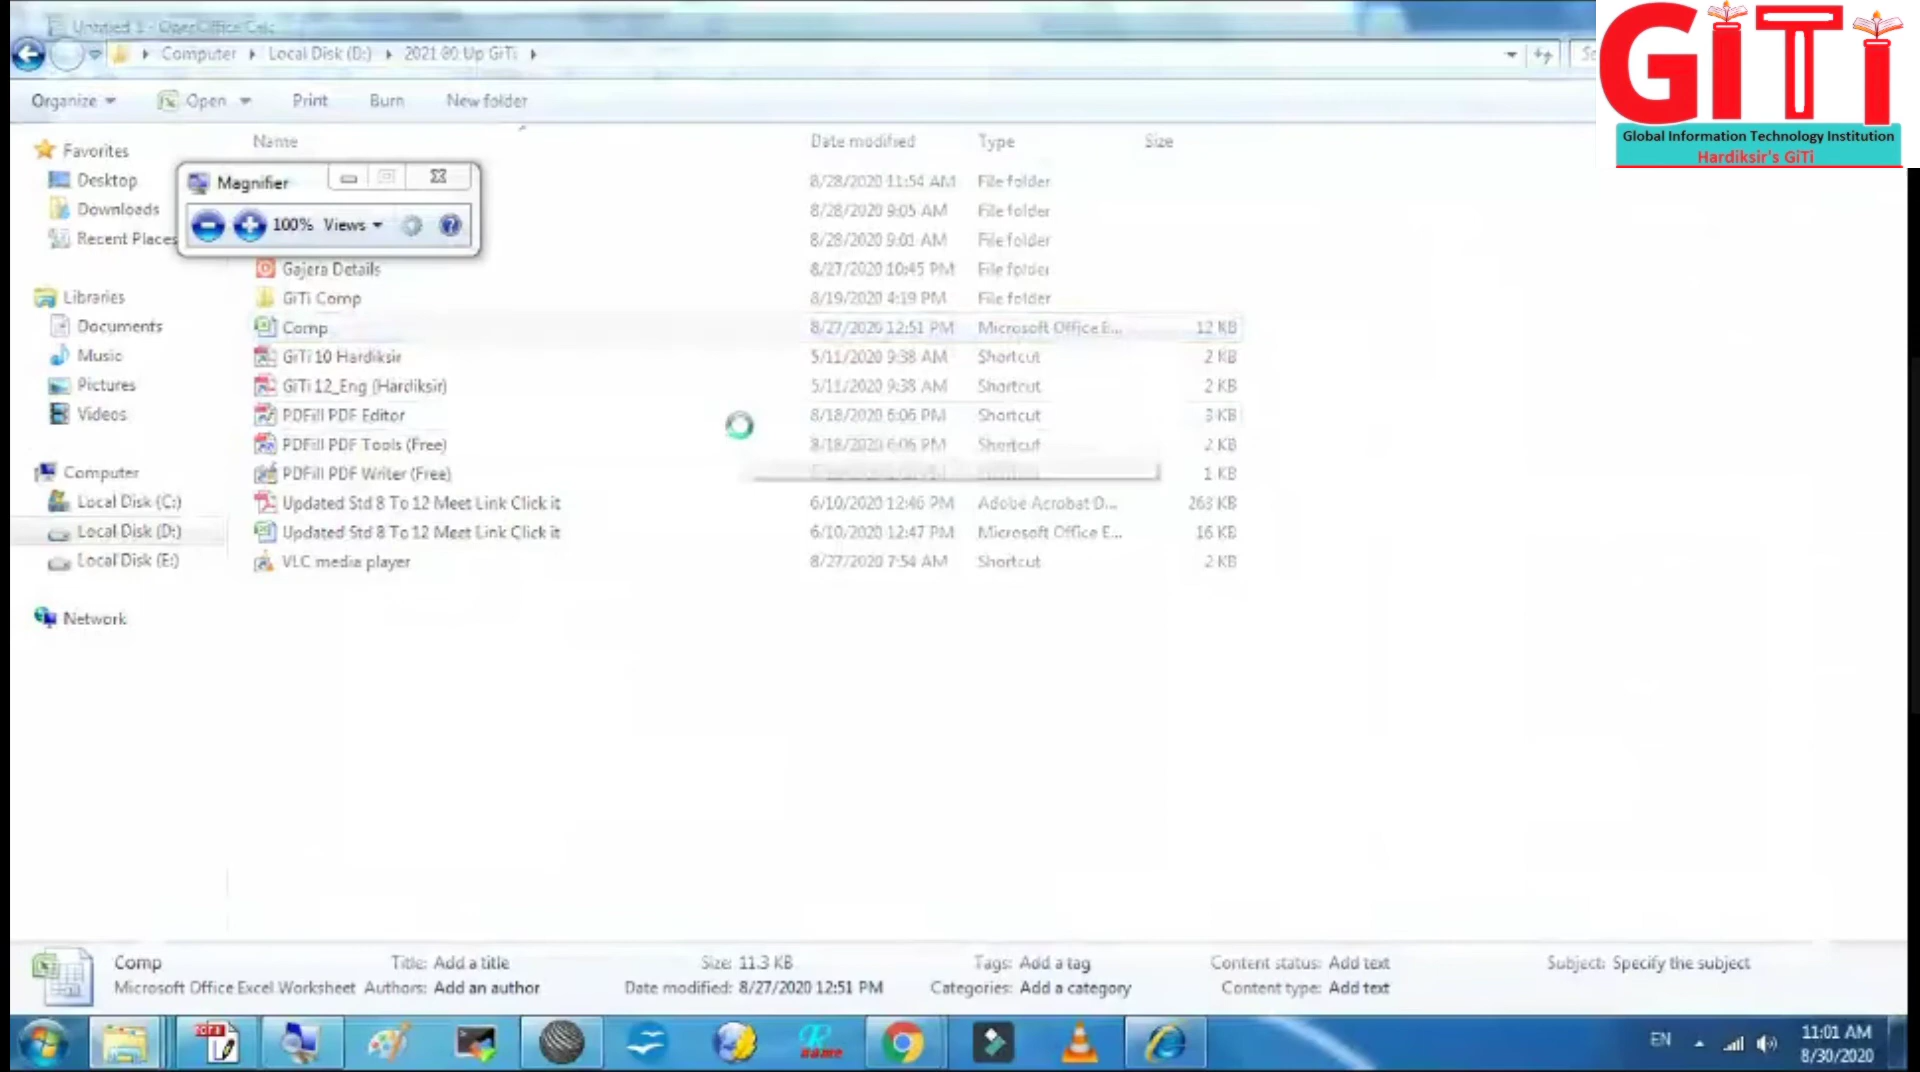 Untitled 1 - OpenOffice Calc
Computer Local Disk (D:) 2021 80 Up GiTi
GiTi
Global Information Technology Institution
Hardiksir's GiTi
Organize Open Print Burn New folder
Name Date modified Type Size
Favorites
Desktop
Downloads
Recent Places
Libraries
Documents
Music
Pictures
Videos
Computer
Local Disk (C:)
Local Disk (D:)
Local Disk (E:)
Network
Magnifier
100% Views
8/28/2020 11:54 AM File folder
8/28/2020 9:05 AM File folder
8/28/2020 9:01 AM File folder
Gajera Details 8/27/2020 10:45 PM File folder
GiTi Comp 8/19/2020 4:19 PM File folder
Comp 8/27/2020 12:51 PM Microsoft Office E... 12 KB
GiTi 10 Hardiksir 5/11/2020 9:38 AM Shortcut 2 KB
GiTi 12_Eng (Hardiksir) 5/11/2020 9:38 AM Shortcut 2 KB
PDFill PDF Editor 8/18/2020 6:06 PM Shortcut 3 KB
PDFill PDF Tools (Free) 8/18/2020 6:06 PM Shortcut 2 KB
PDFill PDF Writer (Free) 1 KB
Updated Std 8 To 12 Meet Link Click it 6/10/2020 12:46 PM Adobe Acrobat D... 263 KB
Updated Std 8 To 12 Meet Link Click it 6/10/2020 12:47 PM Microsoft Office E... 16 KB
VLC media player 8/27/2020 7:54 AM Shortcut 2 KB
Comp Title: Add a title Size: 11.3 KB Tags: Add a tag Content status: Add text Subject: Specify the subject
Microsoft Office Excel Worksheet Authors: Add an author Date modified: 8/27/2020 12:51 PM Categories: Add a category Content type: Add text
EN
11:01 AM
8/30/2020